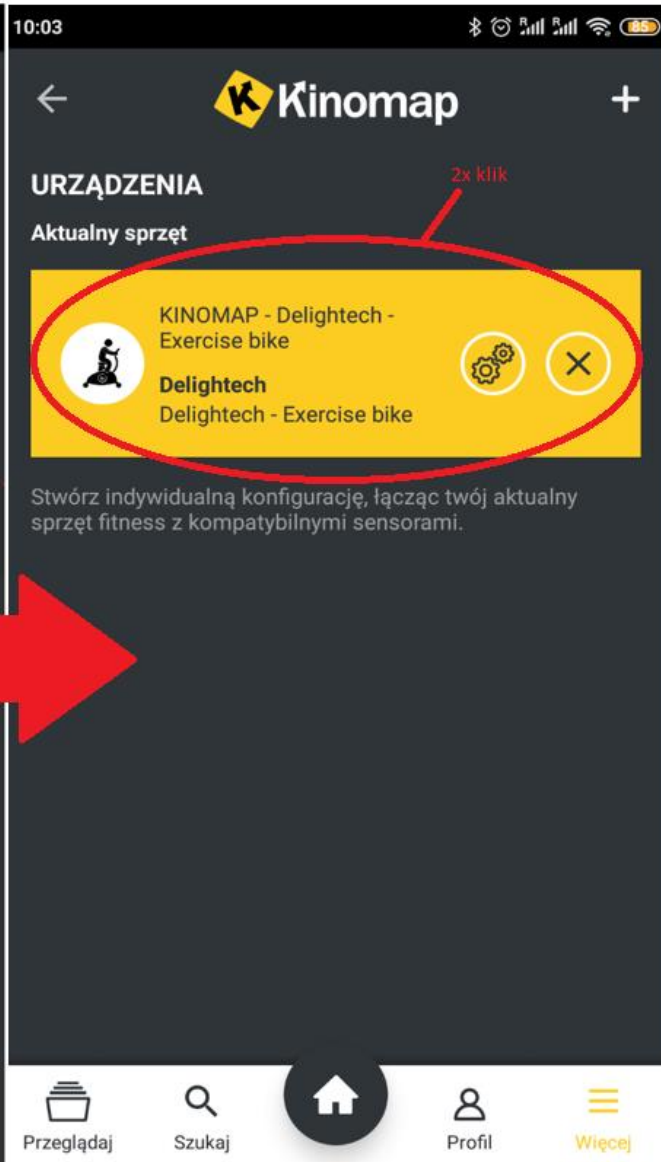 10:03
85
Kinomap
URZĄDZENIA
2x klik
Aktualny sprzęt
KINOMAP - Delightech -
Exercise bike
Delightech
Delightech - Exercise bike
Stwórz indywidualną konfigurację, łącząc twój aktualny
sprzęt fitness z kompatybilnymi sensorami.
Przeglądaj
Szukaj
Profil
Więcej